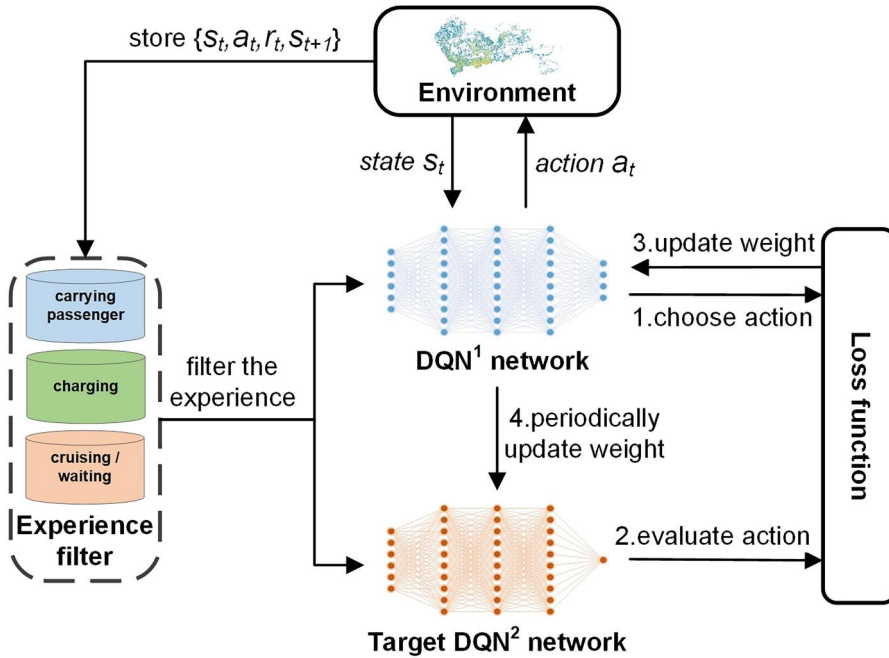 store {sₜ, aₜ, rₜ, sₜ₊₁}
Environment
state sₜ
action aₜ
carrying
passenger
charging
cruising /
waiting
Experience
filter
filter the
experience
DQN¹ network
3.update weight
1.choose action
Loss function
4.periodically
update weight
2.evaluate action
Target DQN² network